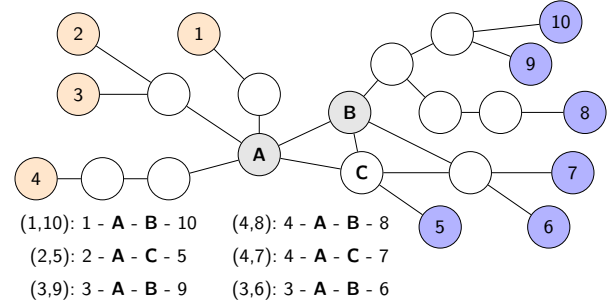 2
1
10
3
9
B
8
A
4
C
7
5
6
(1,10): 1 - A - B - 10
(4,8): 4 - A - B - 8
(2,5): 2 - A - C - 5
(4,7): 4 - A - C - 7
(3,9): 3 - A - B - 9
(3,6): 3 - A - B - 6